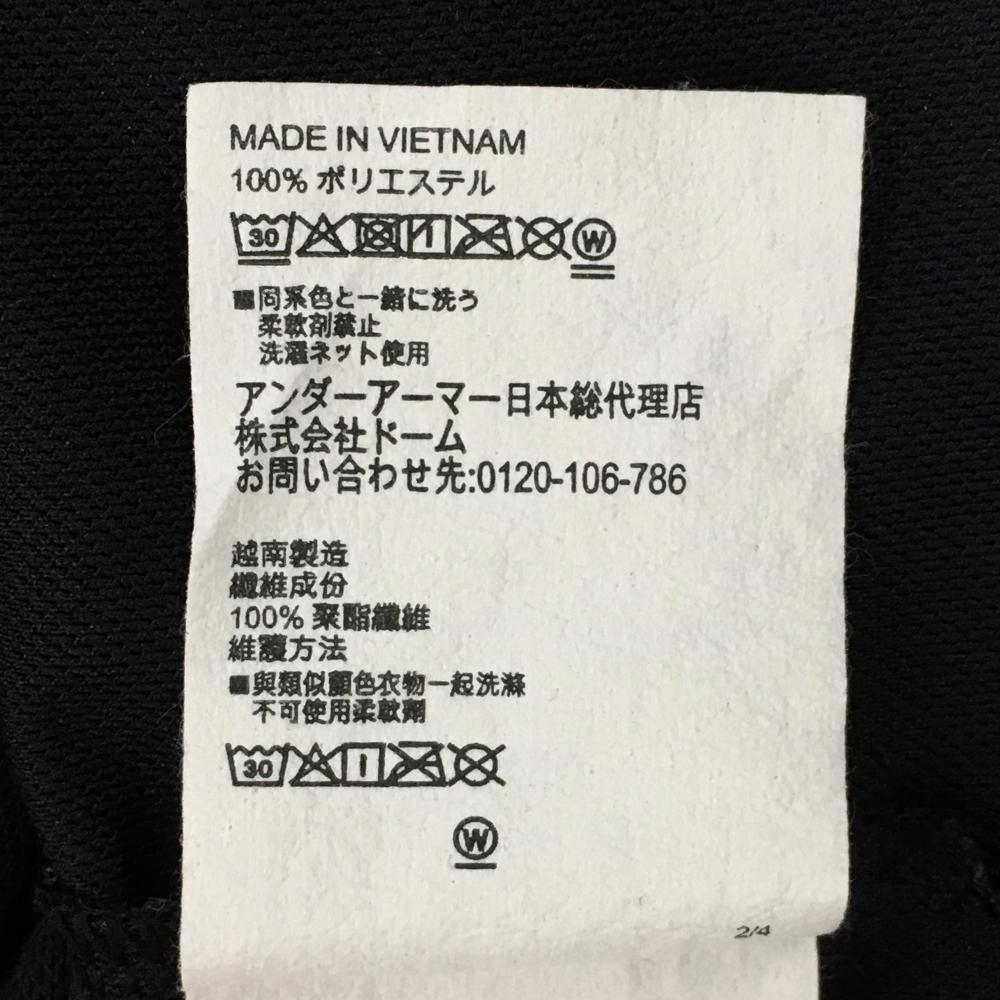 MADE IN VIETNAM
100% ポリエステル
30 W
■同系色と一緒に洗う
柔軟剤禁止
洗濯ネット使用
アンダーアーマー日本総代理店
株式会社ドーム
お問い合わせ先:0120-106-786
越南製造
纖維成份
100% 聚酯纖維
維護方法
■與類似顏色衣物一起洗滌
不可使用柔軟劑
30
W
2/4